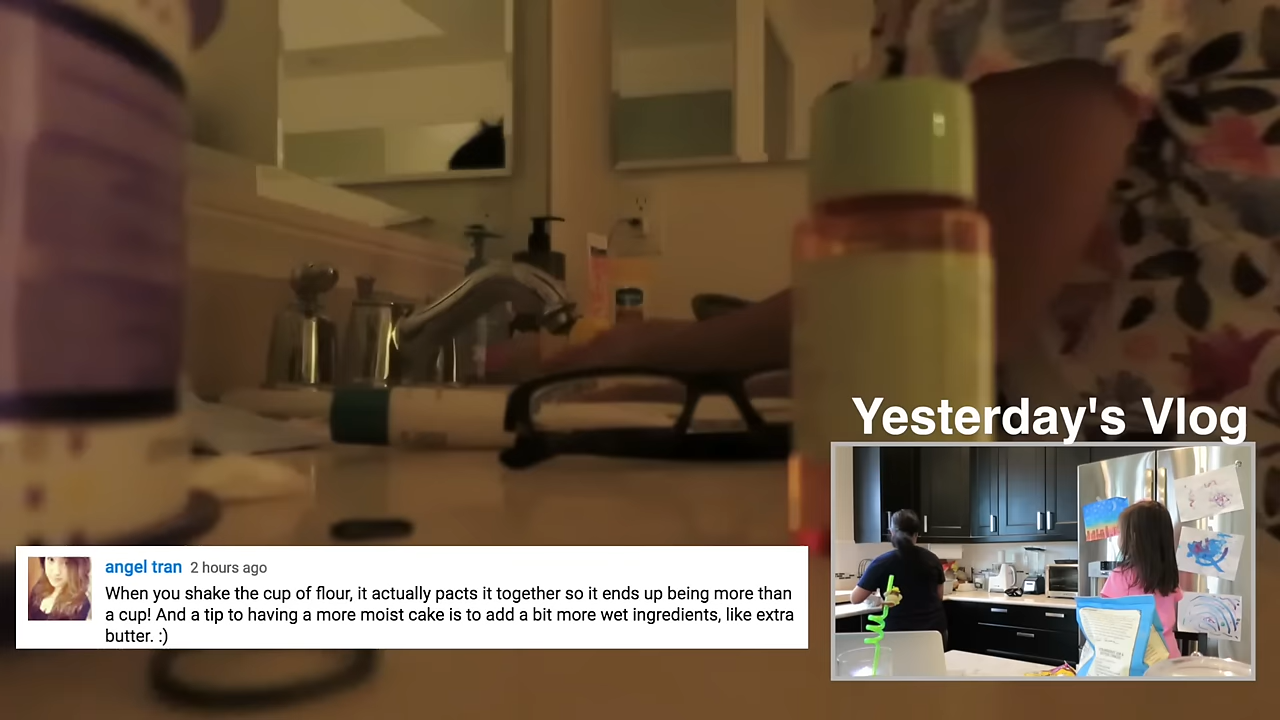 Yesterday's Vlog
angel tran 2 hours ago
When you shake the cup of flour, it actually pacts it together so it ends up being more than
a cup! And a tip to having a more moist cake is to add a bit more wet ingredients, like extra
butter. :)